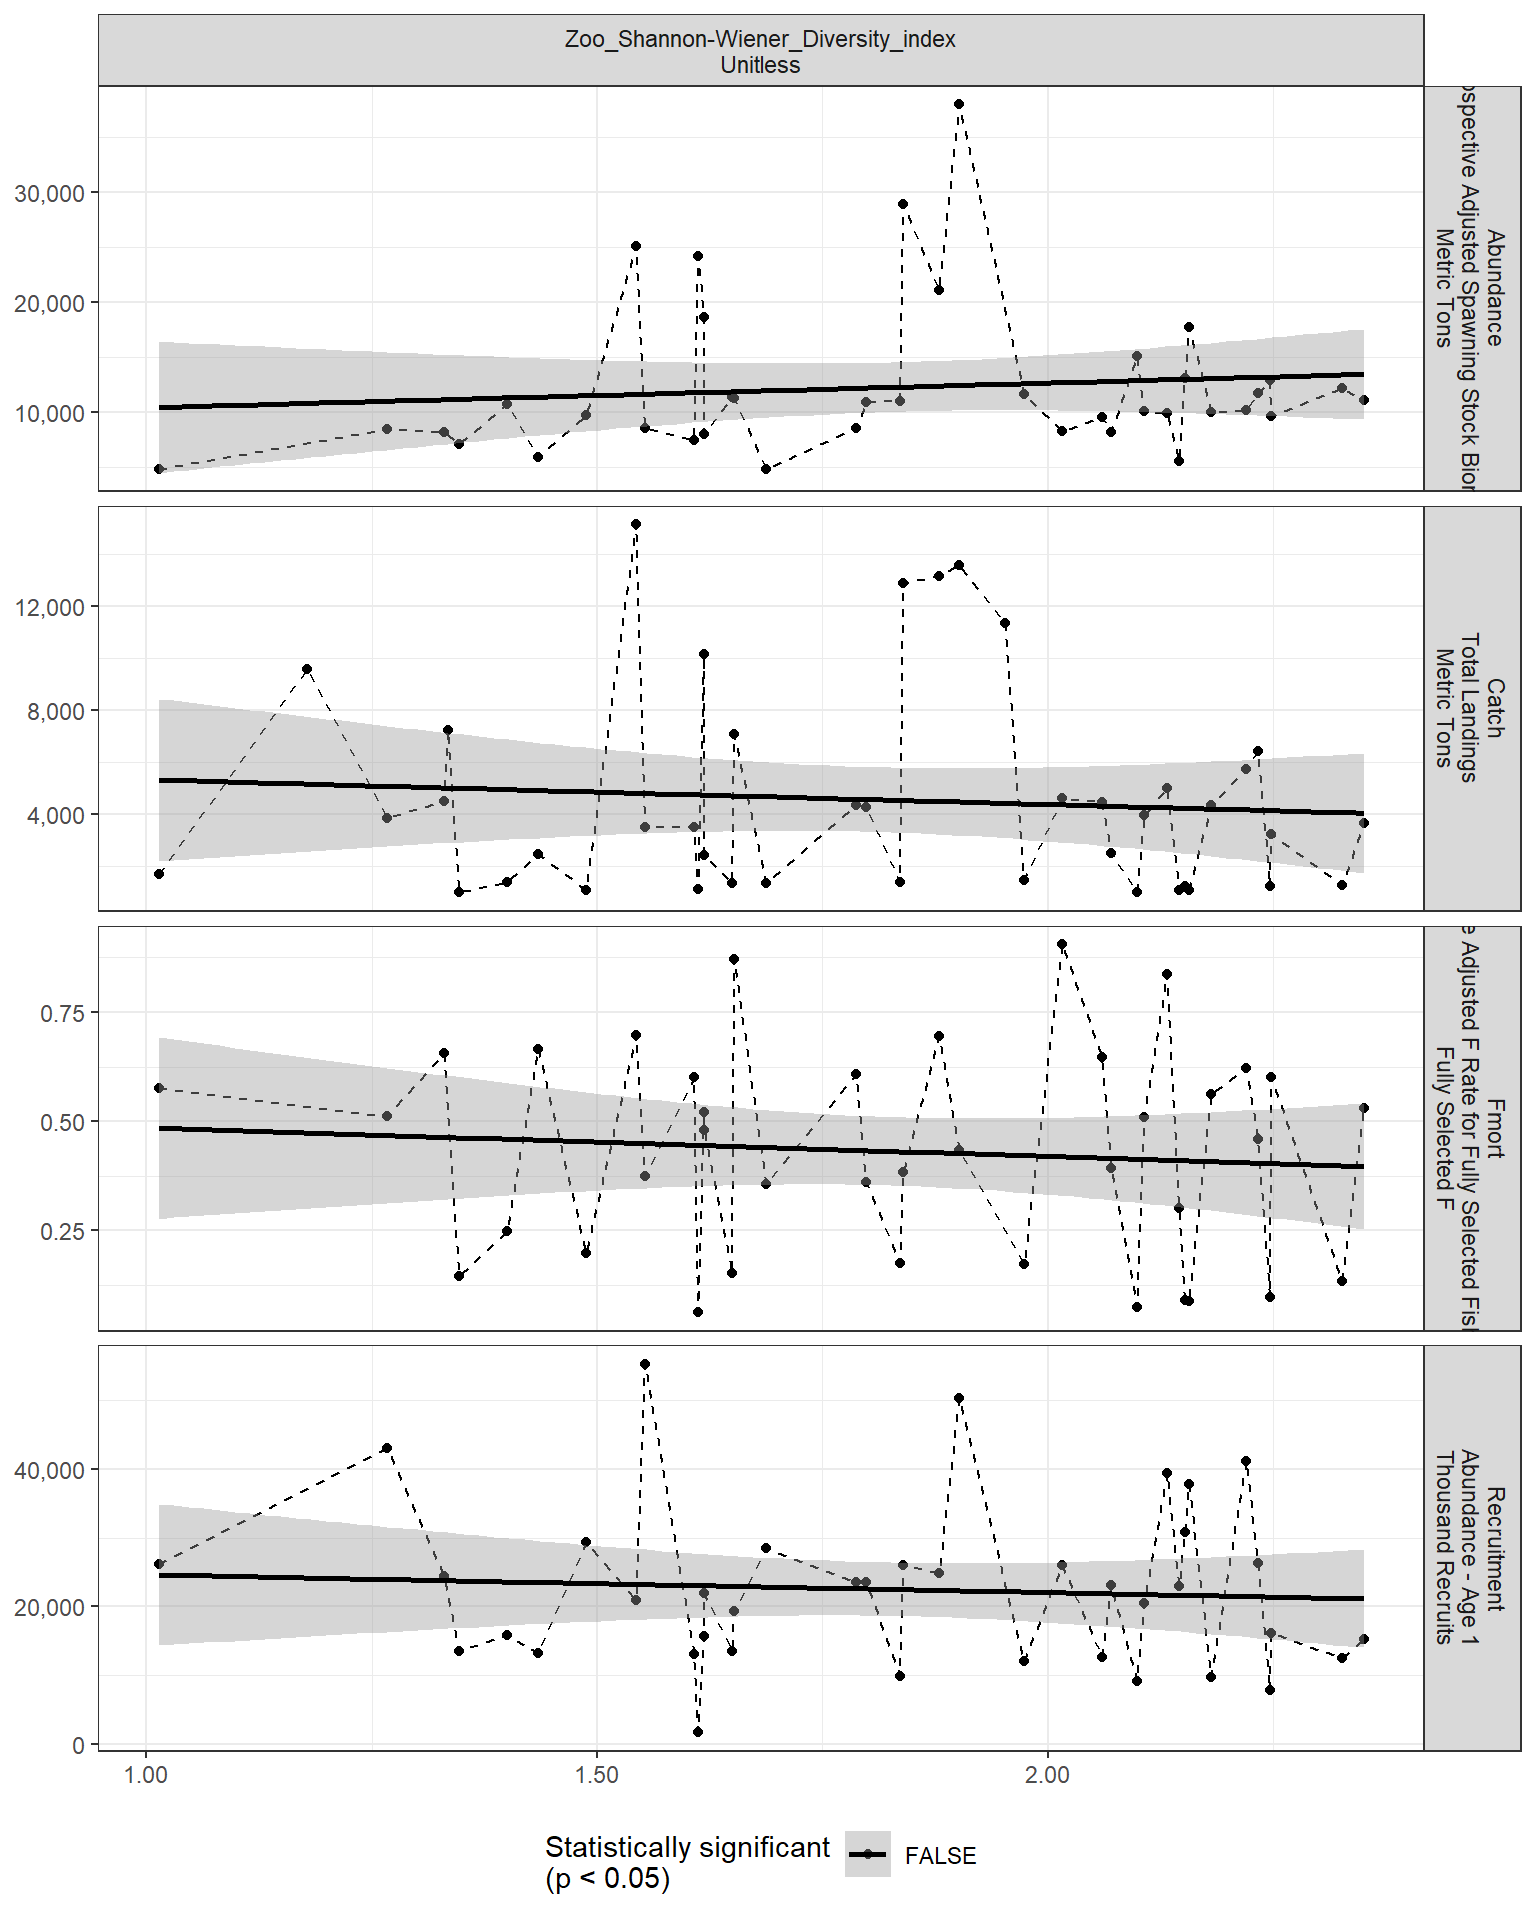 Zoo_Shannon-Wiener_Diversity_index
Unitless
30,000
20,000
10,000
Abundance
Adjusted Spawning Stock
Metric Tons
12,000
8,000
4,000
Catch
Total Landings
Metric Tons
0.75
0.50
0.25
Fmort
Adjusted F Rate for Fully Selected
Fully Selected F
40,000
20,000
0
Recruitment
Abundance - Age 1
Thousand Recruits
1.00
1.50
2.00
Statistically significant
(p < 0.05)
FALSE